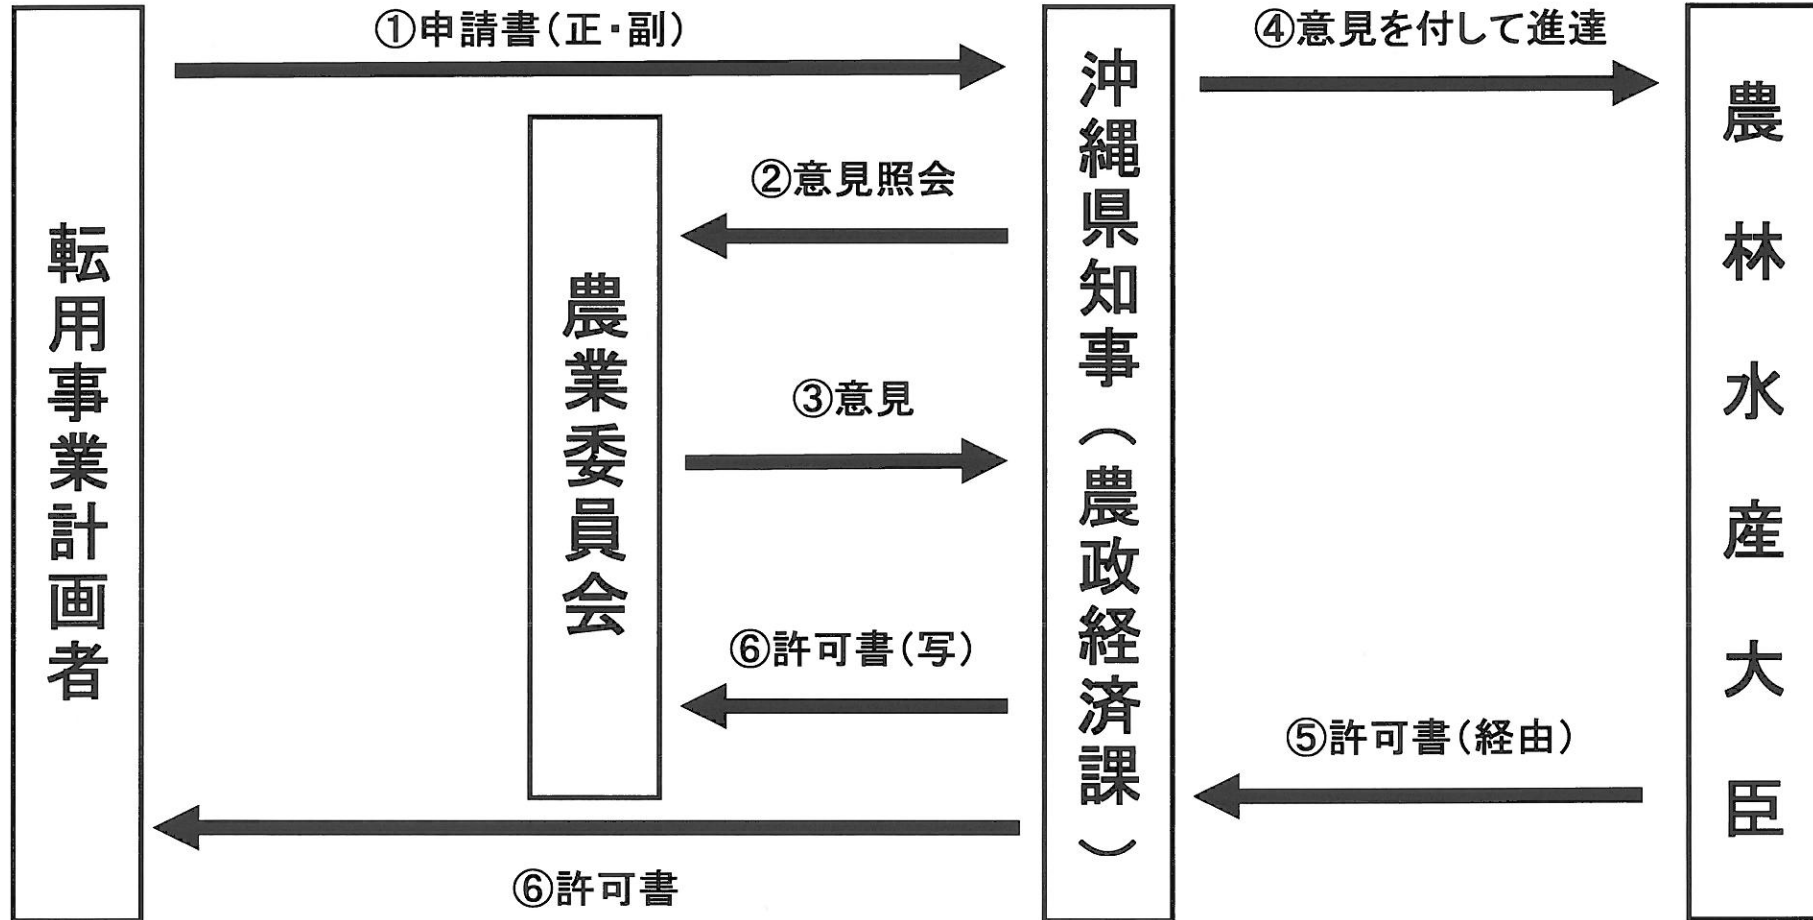 転用事業計画者
①申請書(正・副)
農業委員会
②意見照会
③意見
⑥許可書(写)
⑥許可書
沖縄県知事(農政経済課)
④意見を付して進達
⑤許可書(経由)
農林水産大臣